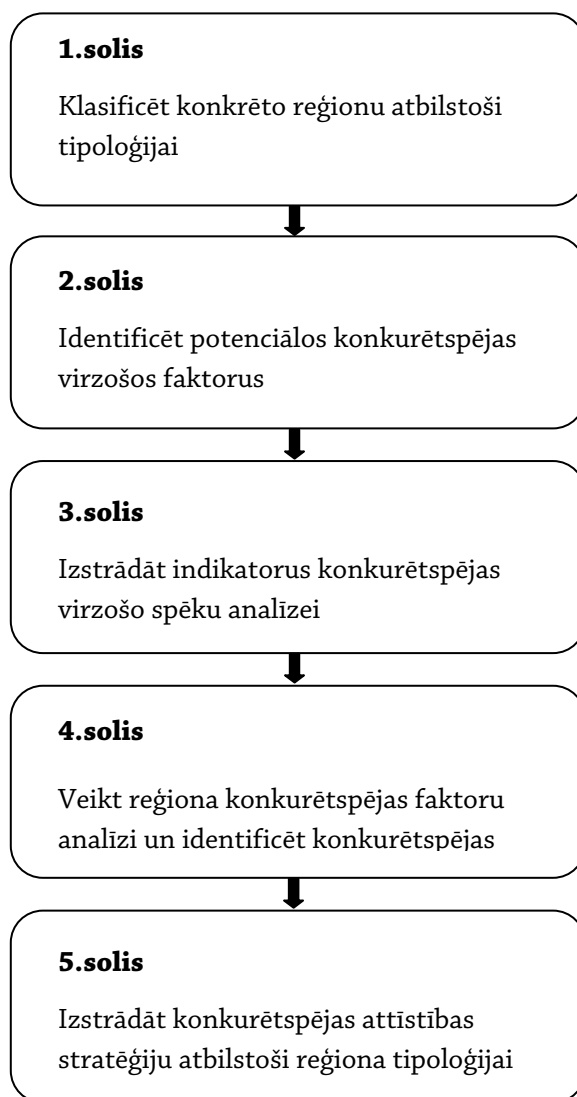 1.solis
Klasificēt konkrēto reģionu atbilstoši
tipoloģijai
2.solis
Identificēt potenciālos konkurētspējas
virzošos faktorus
3.solis
Izstrādāt indikatorus konkurētspējas
virzošo spēku analīzei
4.solis
Veikt reģiona konkurētspējas faktoru
analīzi un identificēt konkurētspējas
5.solis
Izstrādāt konkurētspējas attīstības
stratēģiju atbilstoši reģiona tipoloģijai